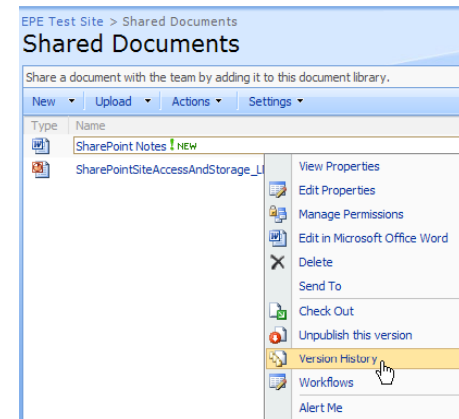 EPE Test Site > Shared Documents
Shared Documents
Share a document with the team by adding it to this document library.
New Upload Actions Settings
Type Name
SharePoint Notes ! NEW
SharePointSiteAccessAndStorage_
View Properties
Edit Properties
Manage Permissions
Edit in Microsoft Office Word
Delete
Send To
Check Out
Unpublish this version
Version History
Workflows
Alert Me